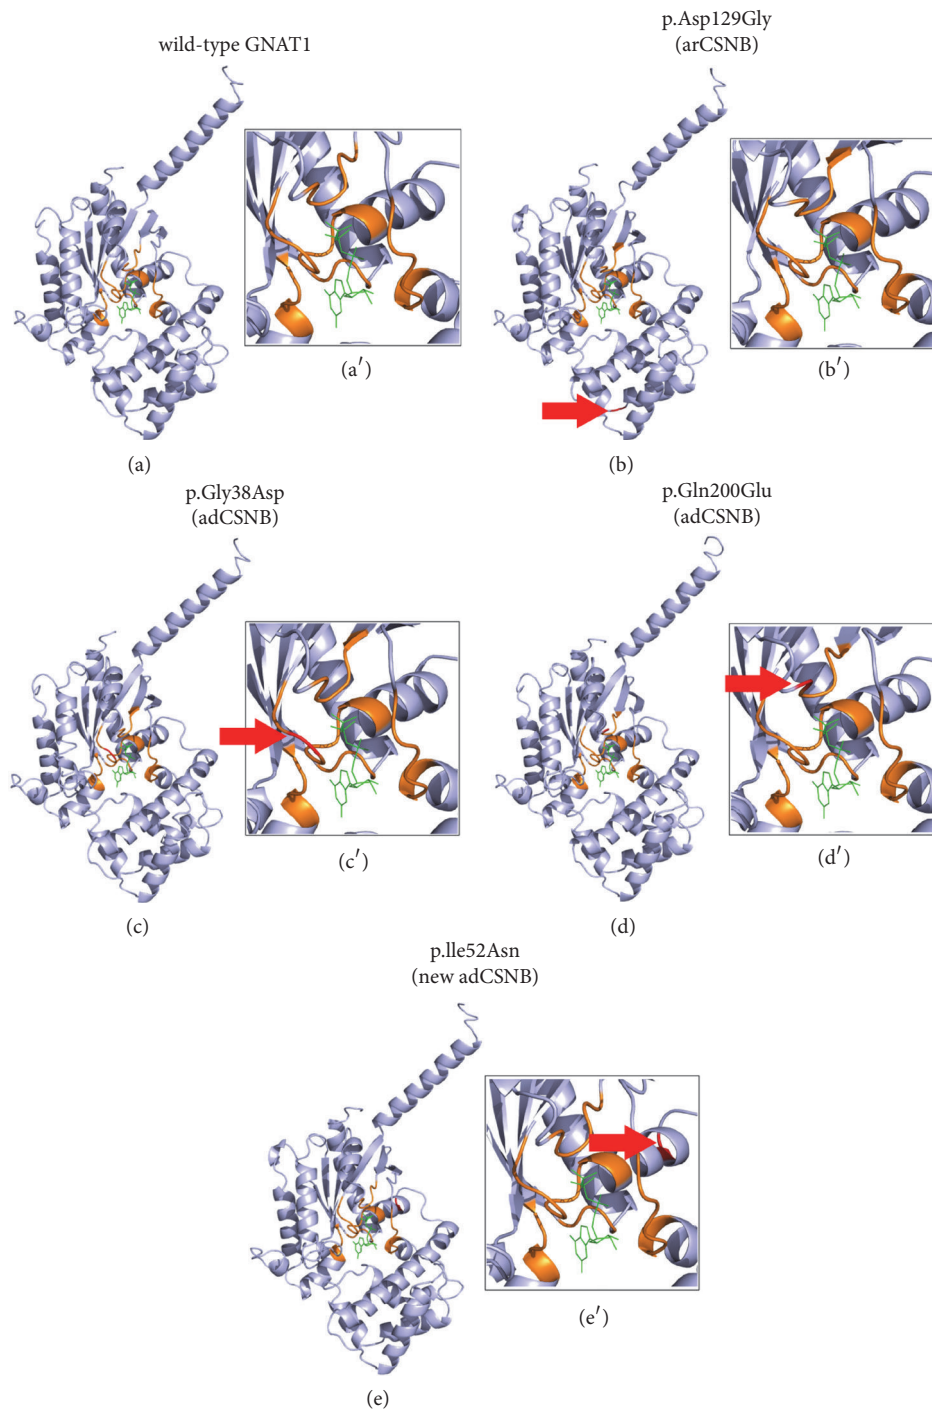 wild-type GNAT1
p.Asp129Gly
(arCSNB)
(a′)
(b′)
(a)
(b)
p.Gly38Asp
(adCSNB)
p.Gln200Glu
(adCSNB)
(c′)
(d′)
(c)
(d)
p.lle52Asn
(new adCSNB)
(e′)
(e)